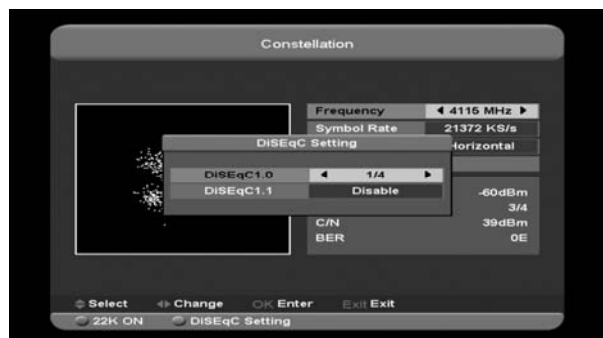 Constellation
Frequency 4115 MHz
Symbol Rate 21372 KS/s
DiSEqC Setting
Horizontal
DiSEqC1.0 1/4
DiSEqC1.1 Disable
-60dBm
3/4
C/N 39dBm
BER 0E
Select Change OK Enter Exit Exit
22K ON DiSEqC Setting